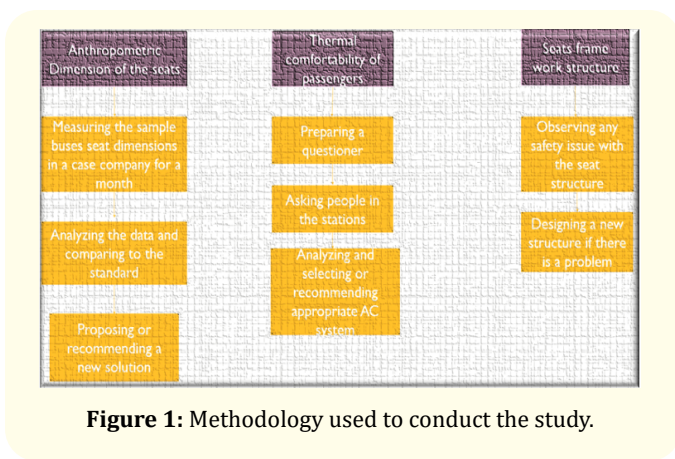 Anthropometric
Dimension of the seats
Measuring the sample
buses seat dimensions
in a case company for a
month
Analyzing the data and
comparing to the
standard
Proposing or
recommending a
new solution
Thermal
comfortability of
passengers
Preparing a
questioner
Asking people in
the stations
Analyzing and
selecting or
recommending
appropriate AC
system
Seats frame
work structure
Observing any
safety issue with
the seat
structure
Designing a new
structure if there
is a problem
Figure 1: Methodology used to conduct the study.